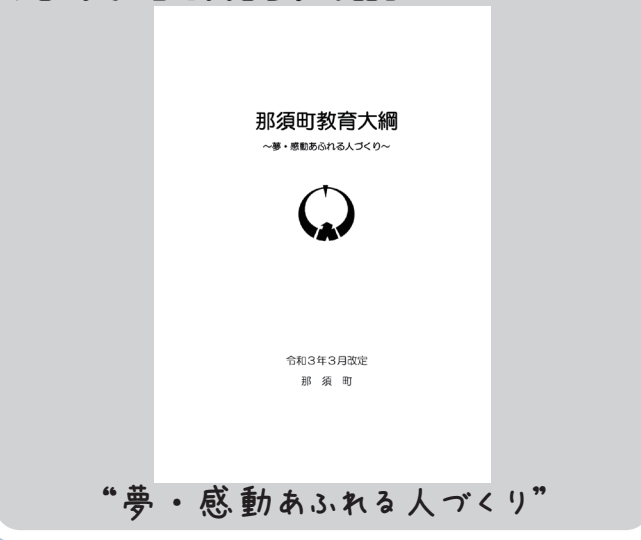 那須町教育大綱
～夢・感動あふれる人づくり～
令和3年3月改定
那 須 町
“夢・感動あふれる人づくり”